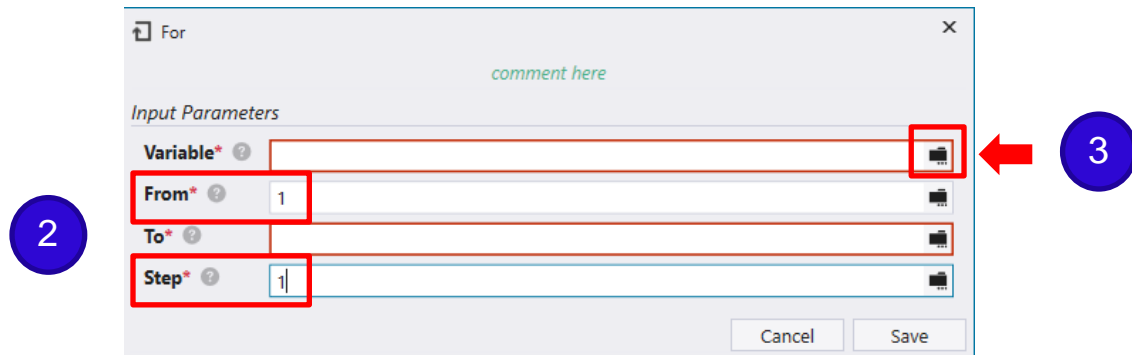 For
comment here
Input Parameters
Variable*
3
From* 1
2
To*
Step* 1
Cancel Save